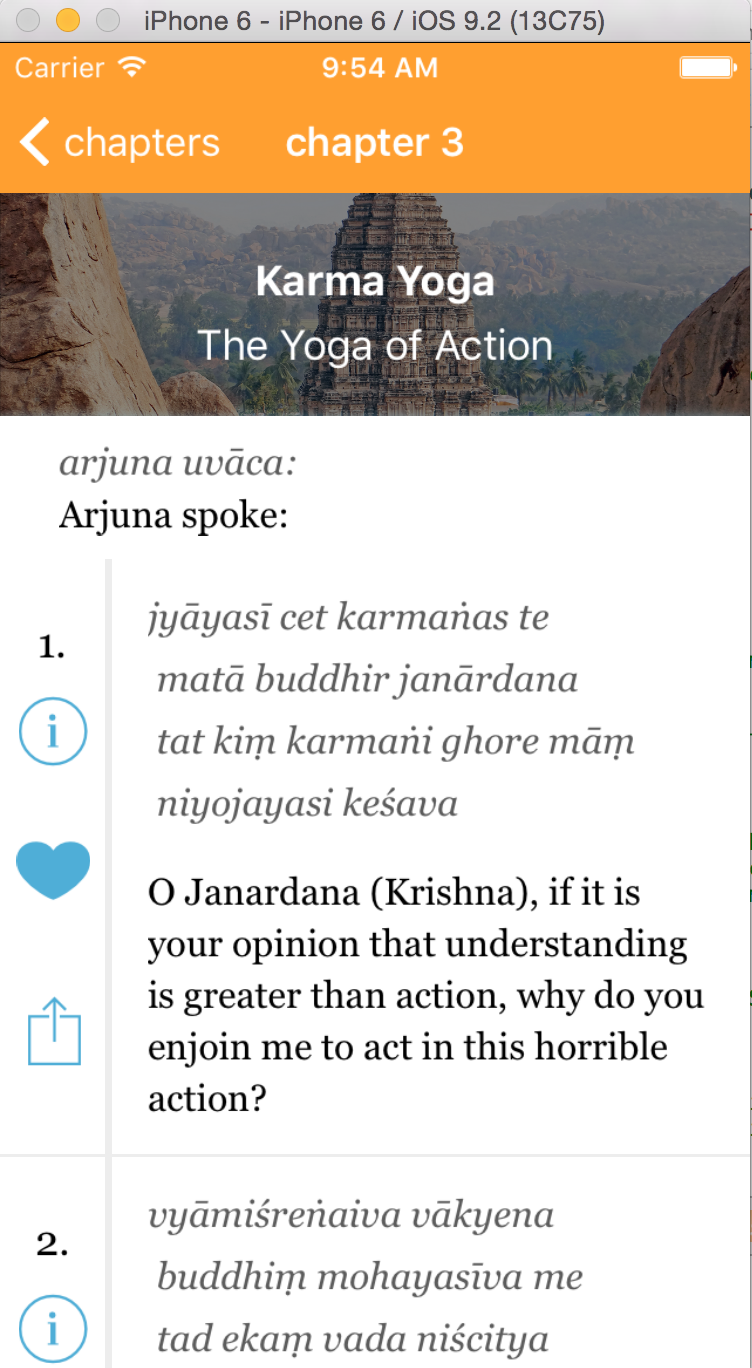 iPhone 6 - iPhone 6 / iOS 9.2 (13C75)
Carrier 9:54 AM
chapters chapter 3
Karma Yoga
The Yoga of Action
arjuna uvāca:
Arjuna spoke:
1.
jyāyasī cet karmaṅas te
matā buddhir janārdana
tat kiṃ karmaṅi ghore māṃ
niyojayasi keśava
O Janardana (Krishna), if it is
your opinion that understanding
is greater than action, why do you
enjoin me to act in this horrible
action?
2.
vyāmiśreṅaiva vākyena
buddhiṃ mohayasīva me
tad ekaṃ vada niścitya